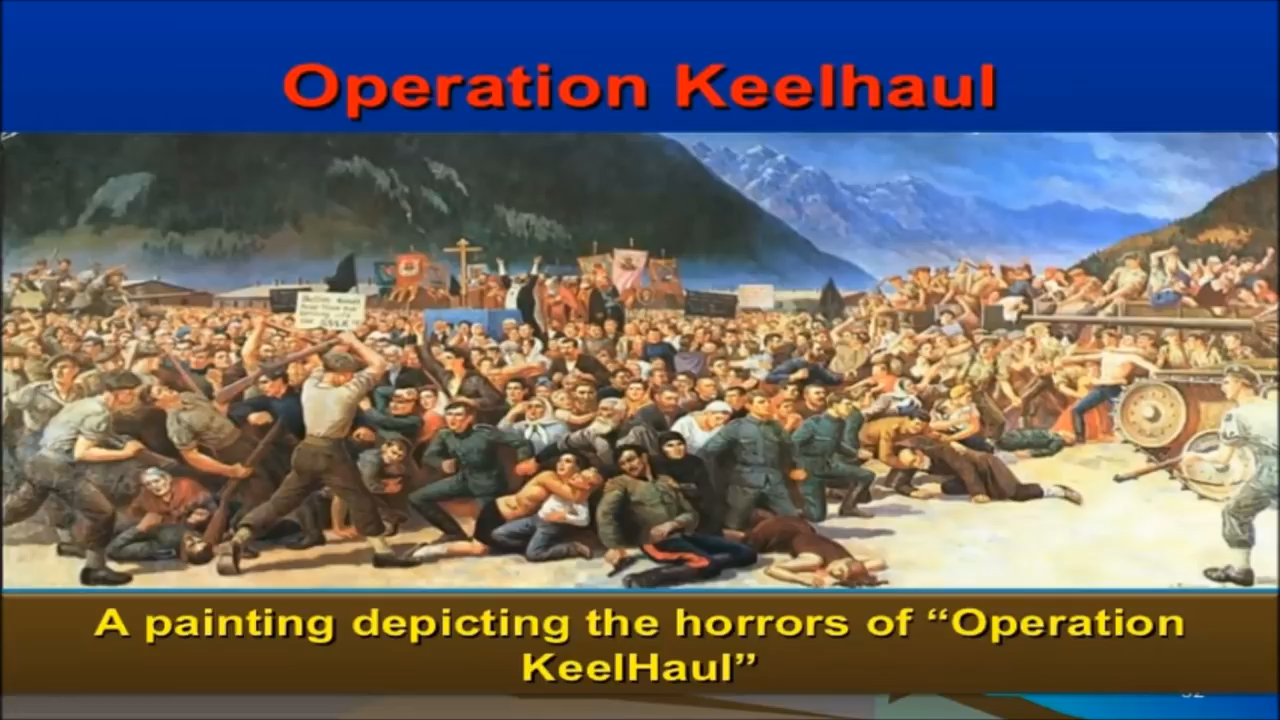 Operation Keelhaul
A painting depicting the horrors of “Operation
KeelHaul”